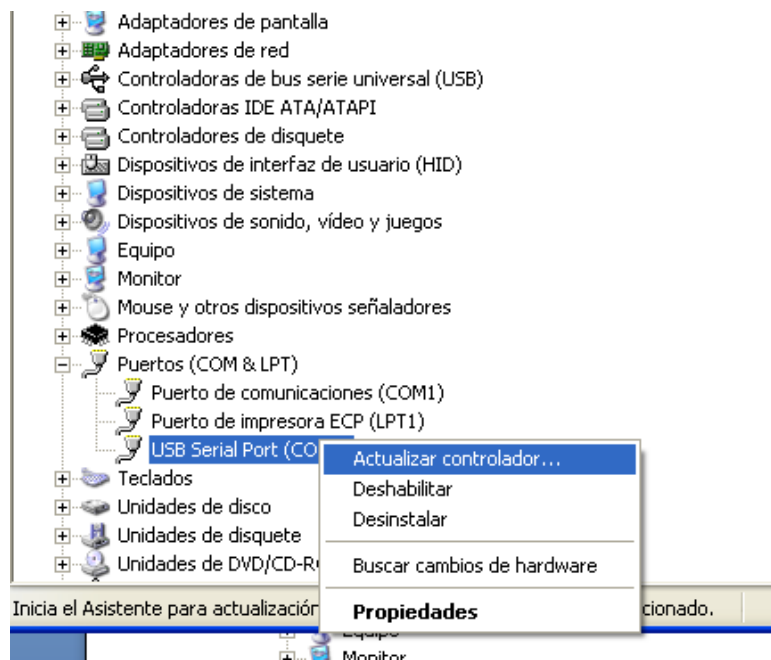 Adaptadores de pantalla
Adaptadores de red
Controladoras de bus serie universal (USB)
Controladoras IDE ATA/ATAPI
Controladores de disquete
Dispositivos de interfaz de usuario (HID)
Dispositivos de sistema
Dispositivos de sonido, vídeo y juegos
Equipo
Monitor
Mouse y otros dispositivos señaladores
Procesadores
Puertos (COM & LPT)
Puerto de comunicaciones (COM1)
Puerto de impresora ECP (LPT1)
USB Serial Port (CO
Actualizar controlador...
Teclados
Deshabilitar
Unidades de disco
Desinstalar
Unidades de disquete
Unidades de DVD/CD-R
Buscar cambios de hardware
Inicia el Asistente para actualización
Propiedades
cionado.
Equipo
Monitor